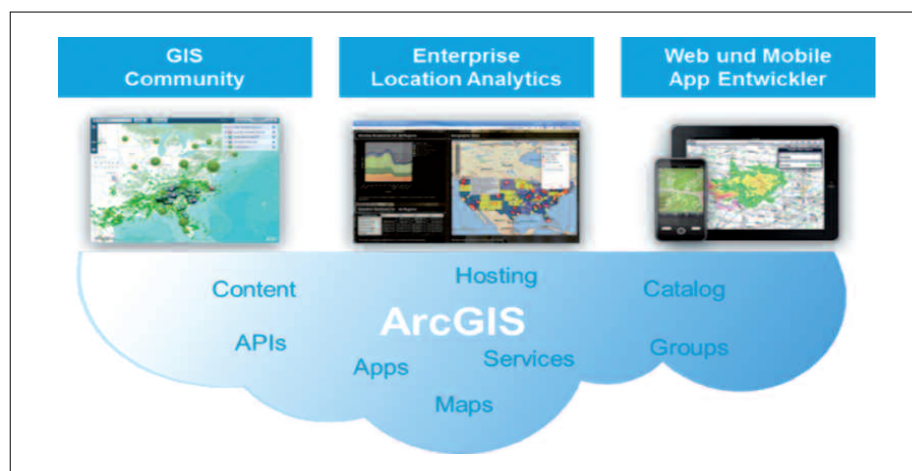 GIS
Community
Enterprise
Location Analytics
Web und Mobile
App Entwickler
Content
Hosting
Catalog
ArcGIS
APIs
Apps
Services
Groups
Maps